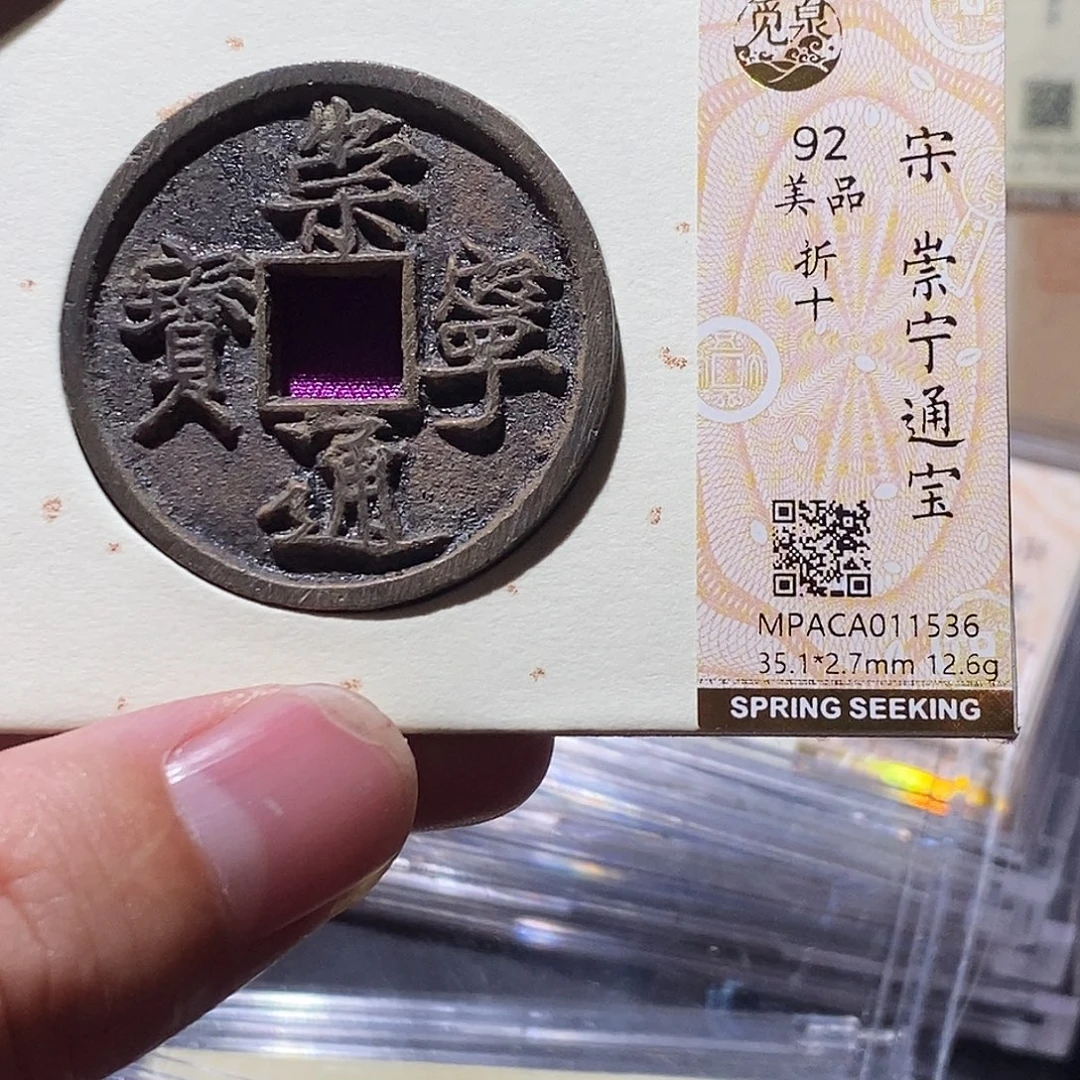 崇
寧
通
寶
觅泉
92
美品
折十
宋 崇宁通宝
MPACA011536
35.1*2.7mm 12.6g
SPRING SEEKING